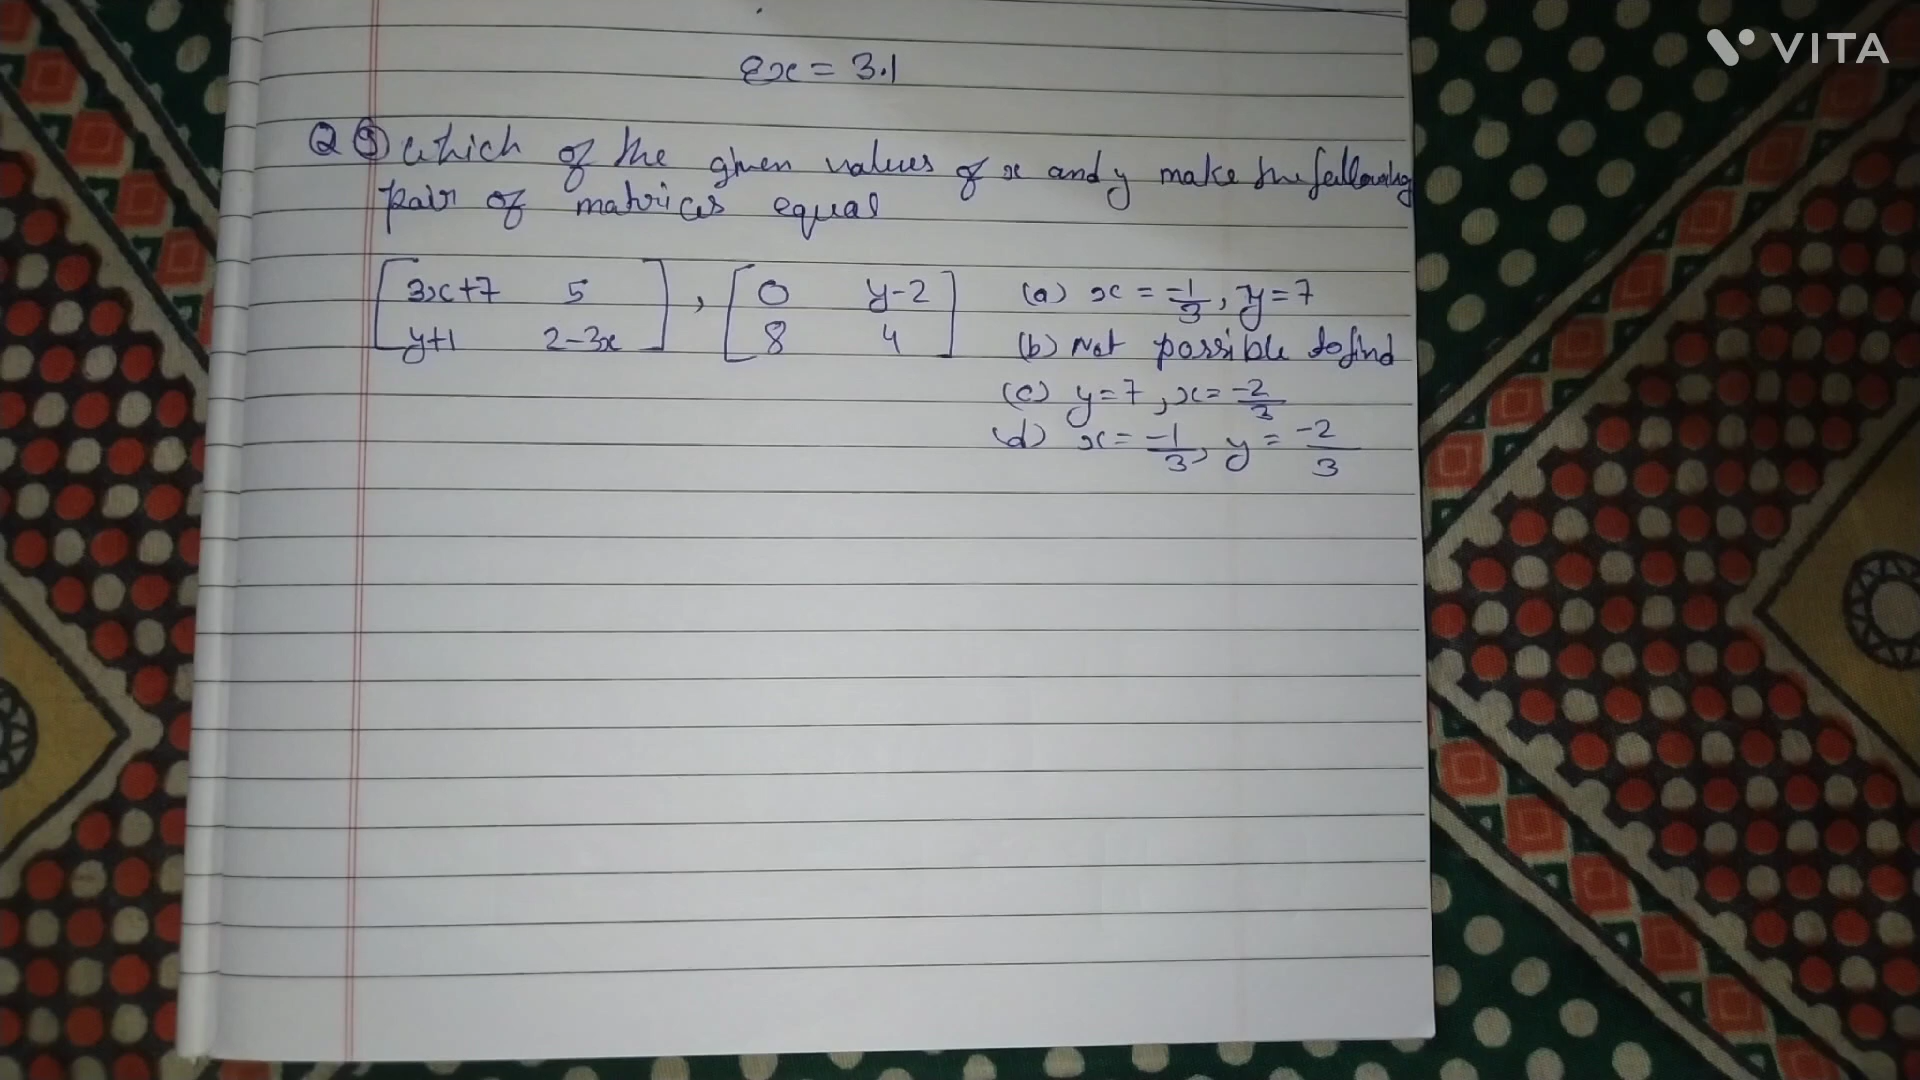 VITA
Ex = 3.1
Q 9 which of the given values of x and y make the following
pair of matrices equal
[3x+7 5], [0 y-2] (a) x = -1/3, y = 7
[y+1 2-3x] [8 4] (b) Not possible to find
(c) y = 7, x = -2/3
(d) x = -1/3, y = -2/3